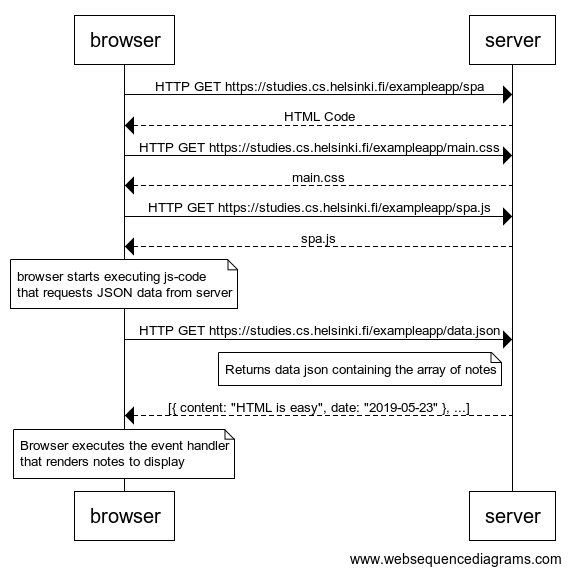 browser
server
HTTP GET https://studies.cs.helsinki.fi/exampleapp/spa
HTML Code
HTTP GET https://studies.cs.helsinki.fi/exampleapp/main.css
main.css
HTTP GET https://studies.cs.helsinki.fi/exampleapp/spa.js
spa.js
browser starts executing js-code
that requests JSON data from server
HTTP GET https://studies.cs.helsinki.fi/exampleapp/data.json
Returns data json containing the array of notes
[{ content: "HTML is easy", date: "2019-05-23" }, ...]
Browser executes the event handler
that renders notes to display
browser
server
www.websequencediagrams.com